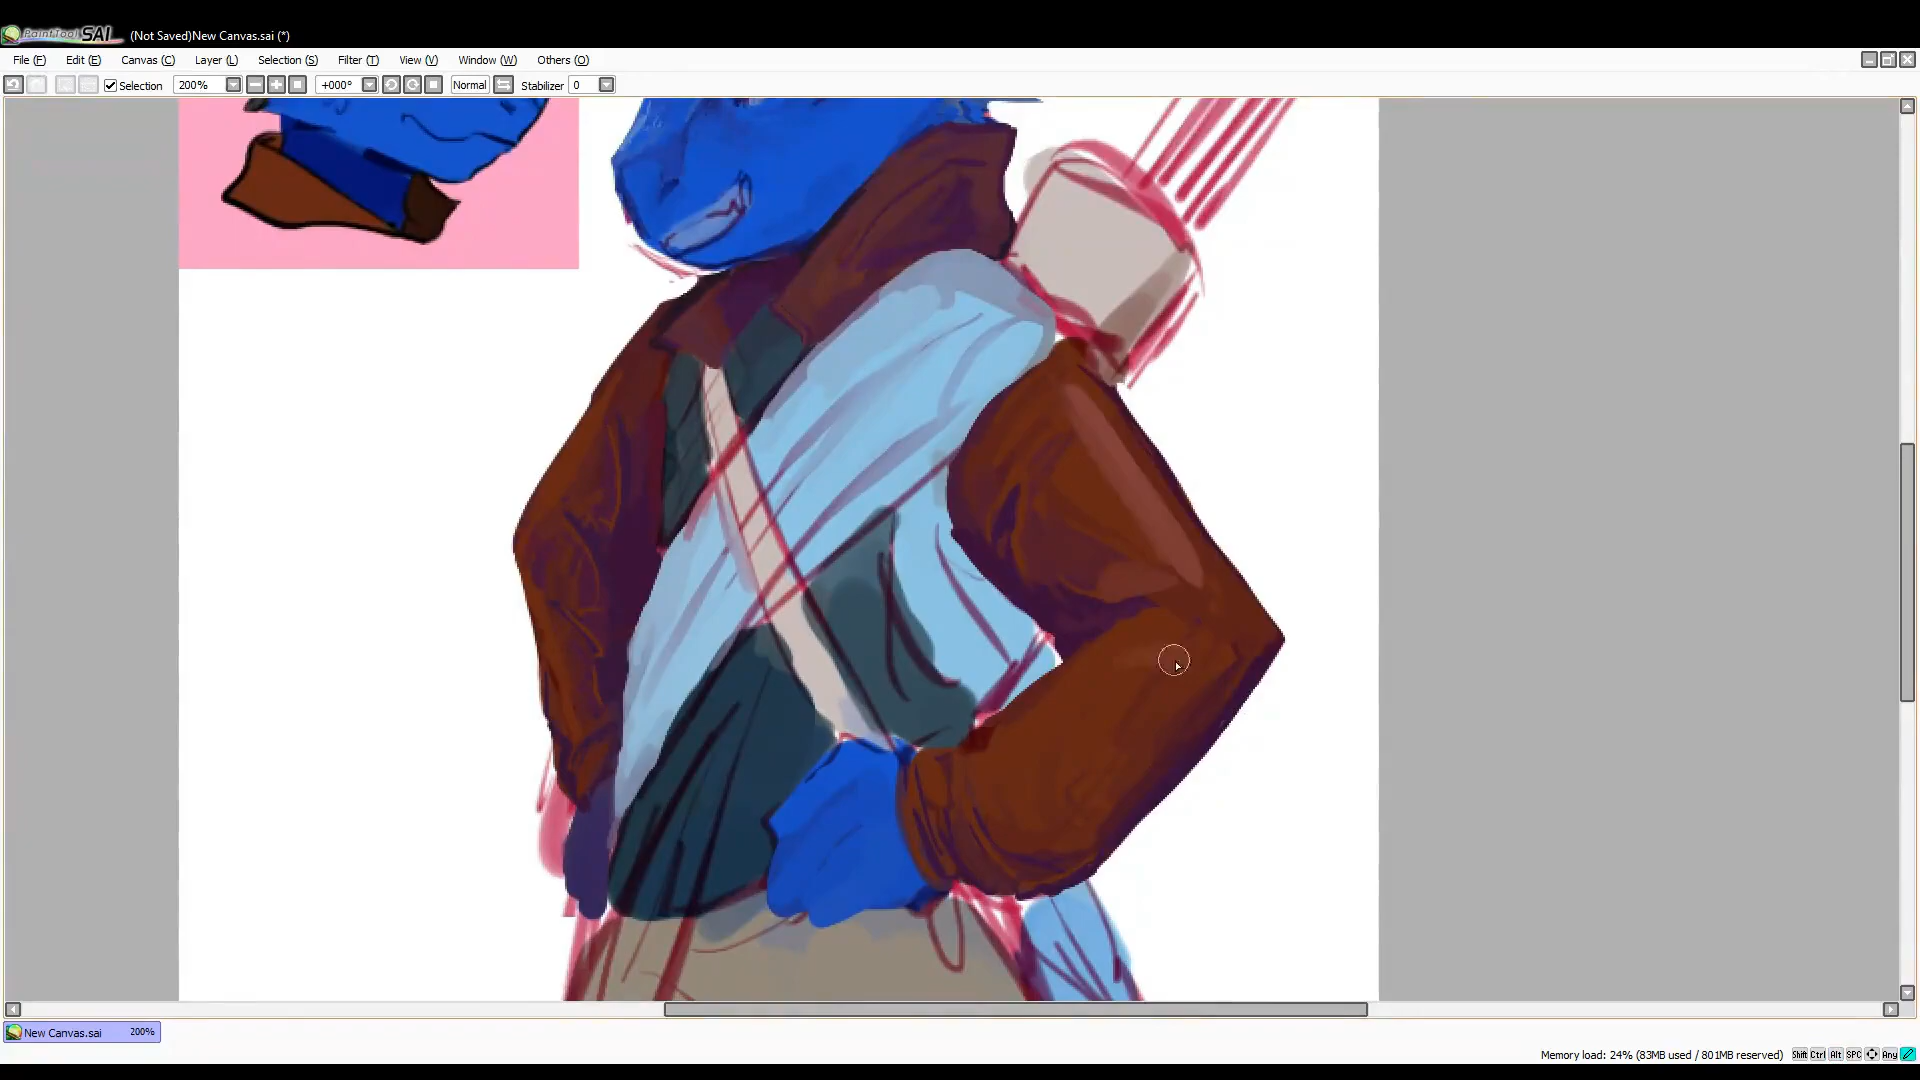 PaintTool SAI (Not Saved)New Canvas.sai (*)
File (F) Edit (E) Canvas (C) Layer (L) Selection (S) Filter (T) View (V) Window (W) Others (O)
Selection 200% +000° Normal Stabilizer 0
New Canvas.sai 200%
Memory load: 24% (83MB used / 801MB reserved) Shift Ctrl Alt SPC Any